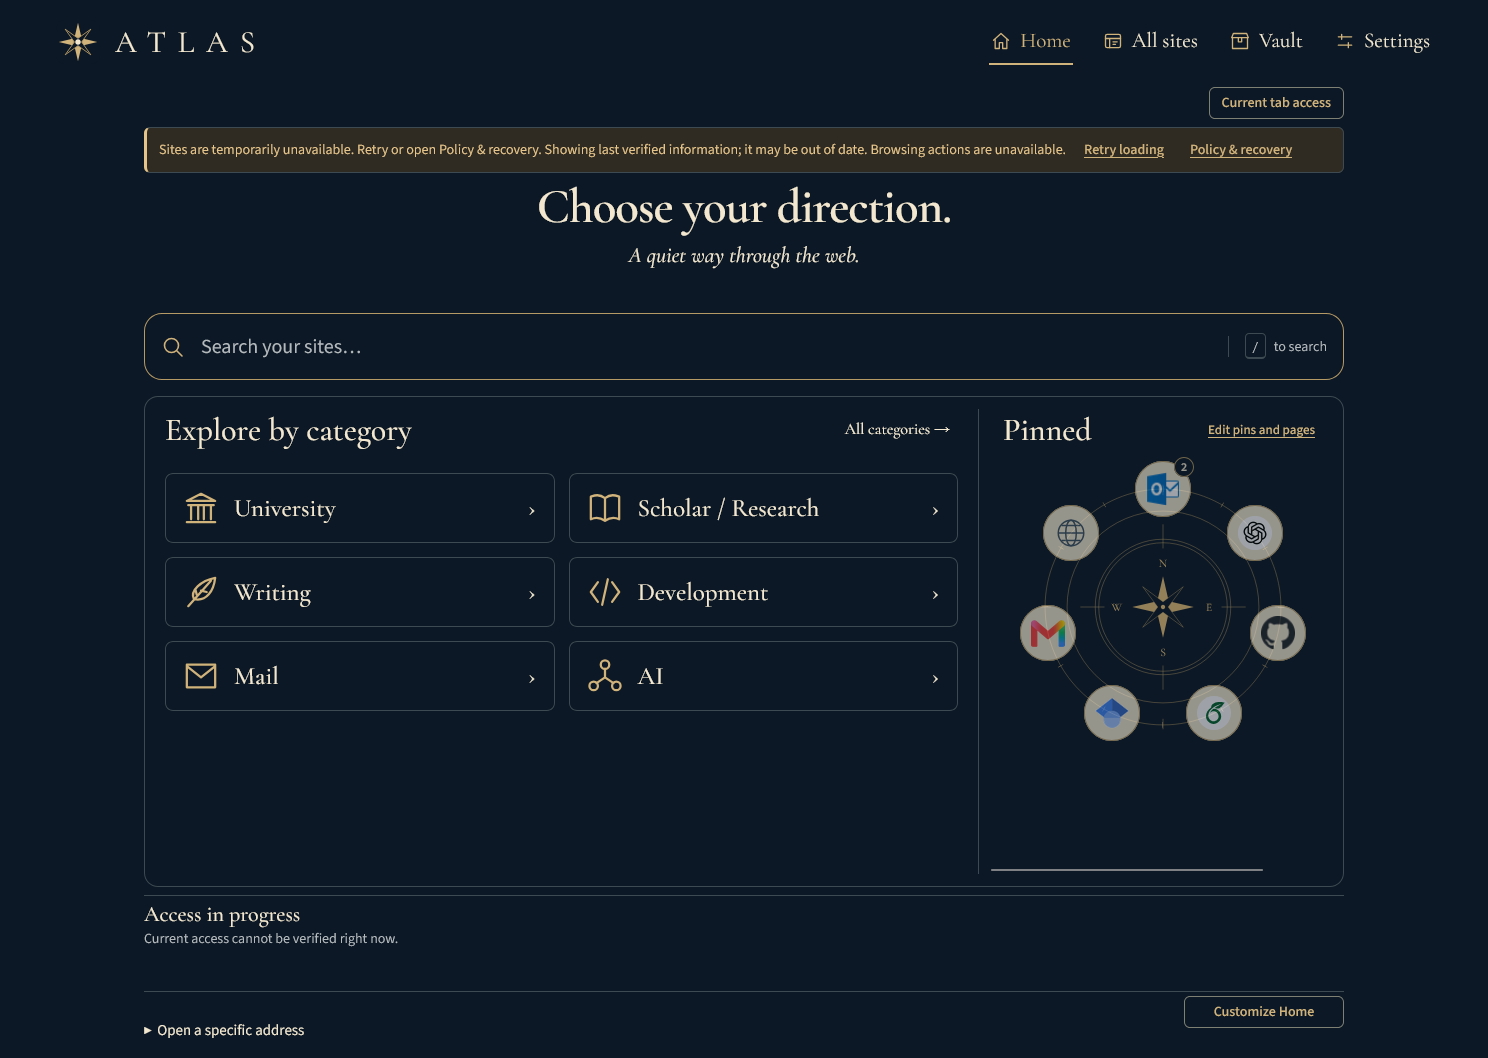 ATLAS
Home
All sites
Vault
Settings
Current tab access
Sites are temporarily unavailable. Retry or open Policy & recovery. Showing last verified information; it may be out of date. Browsing actions are unavailable. Retry loading Policy & recovery
Choose your direction.
A quiet way through the web.
Search your sites…
/ to search
Explore by category
All categories →
University ›
Scholar / Research ›
Writing ›
Development ›
Mail ›
AI ›
Pinned
Edit pins and pages
2
N
W
E
S
Access in progress
Current access cannot be verified right now.
Customize Home
▸ Open a specific address